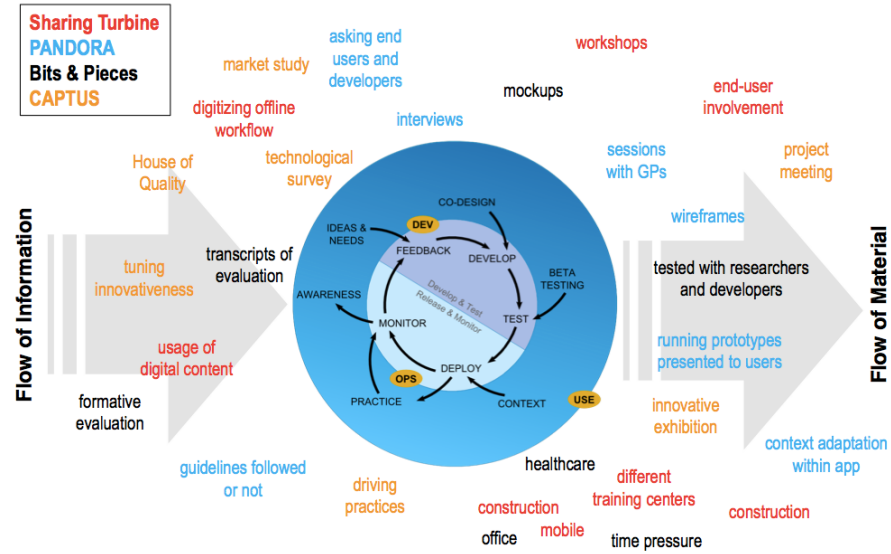 Sharing Turbine
PANDORA
Bits & Pieces
CAPTUS
market study
asking end
users and
developers
workshops
mockups
end-user
involvement
digitizing offline
workflow
interviews
House of
Quality
technological
survey
sessions
with GPs
project
meeting
wireframes
Flow of Information
tuning
innovativeness
transcripts of
evaluation
usage of
digital content
formative
evaluation
guidelines followed
or not
driving
practices
DEV
CO-DESIGN
IDEAS &
NEEDS
FEEDBACK
DEVELOP
BETA
TESTING
AWARENESS
Develop & Test
Release & Monitor
MONITOR
TEST
DEPLOY
OPS
PRACTICE
CONTEXT
USE
tested with researchers
and developers
running prototypes
presented to users
innovative
exhibition
Flow of Material
context adaptation
within app
healthcare
different
training centers
construction
mobile
construction
office
time pressure